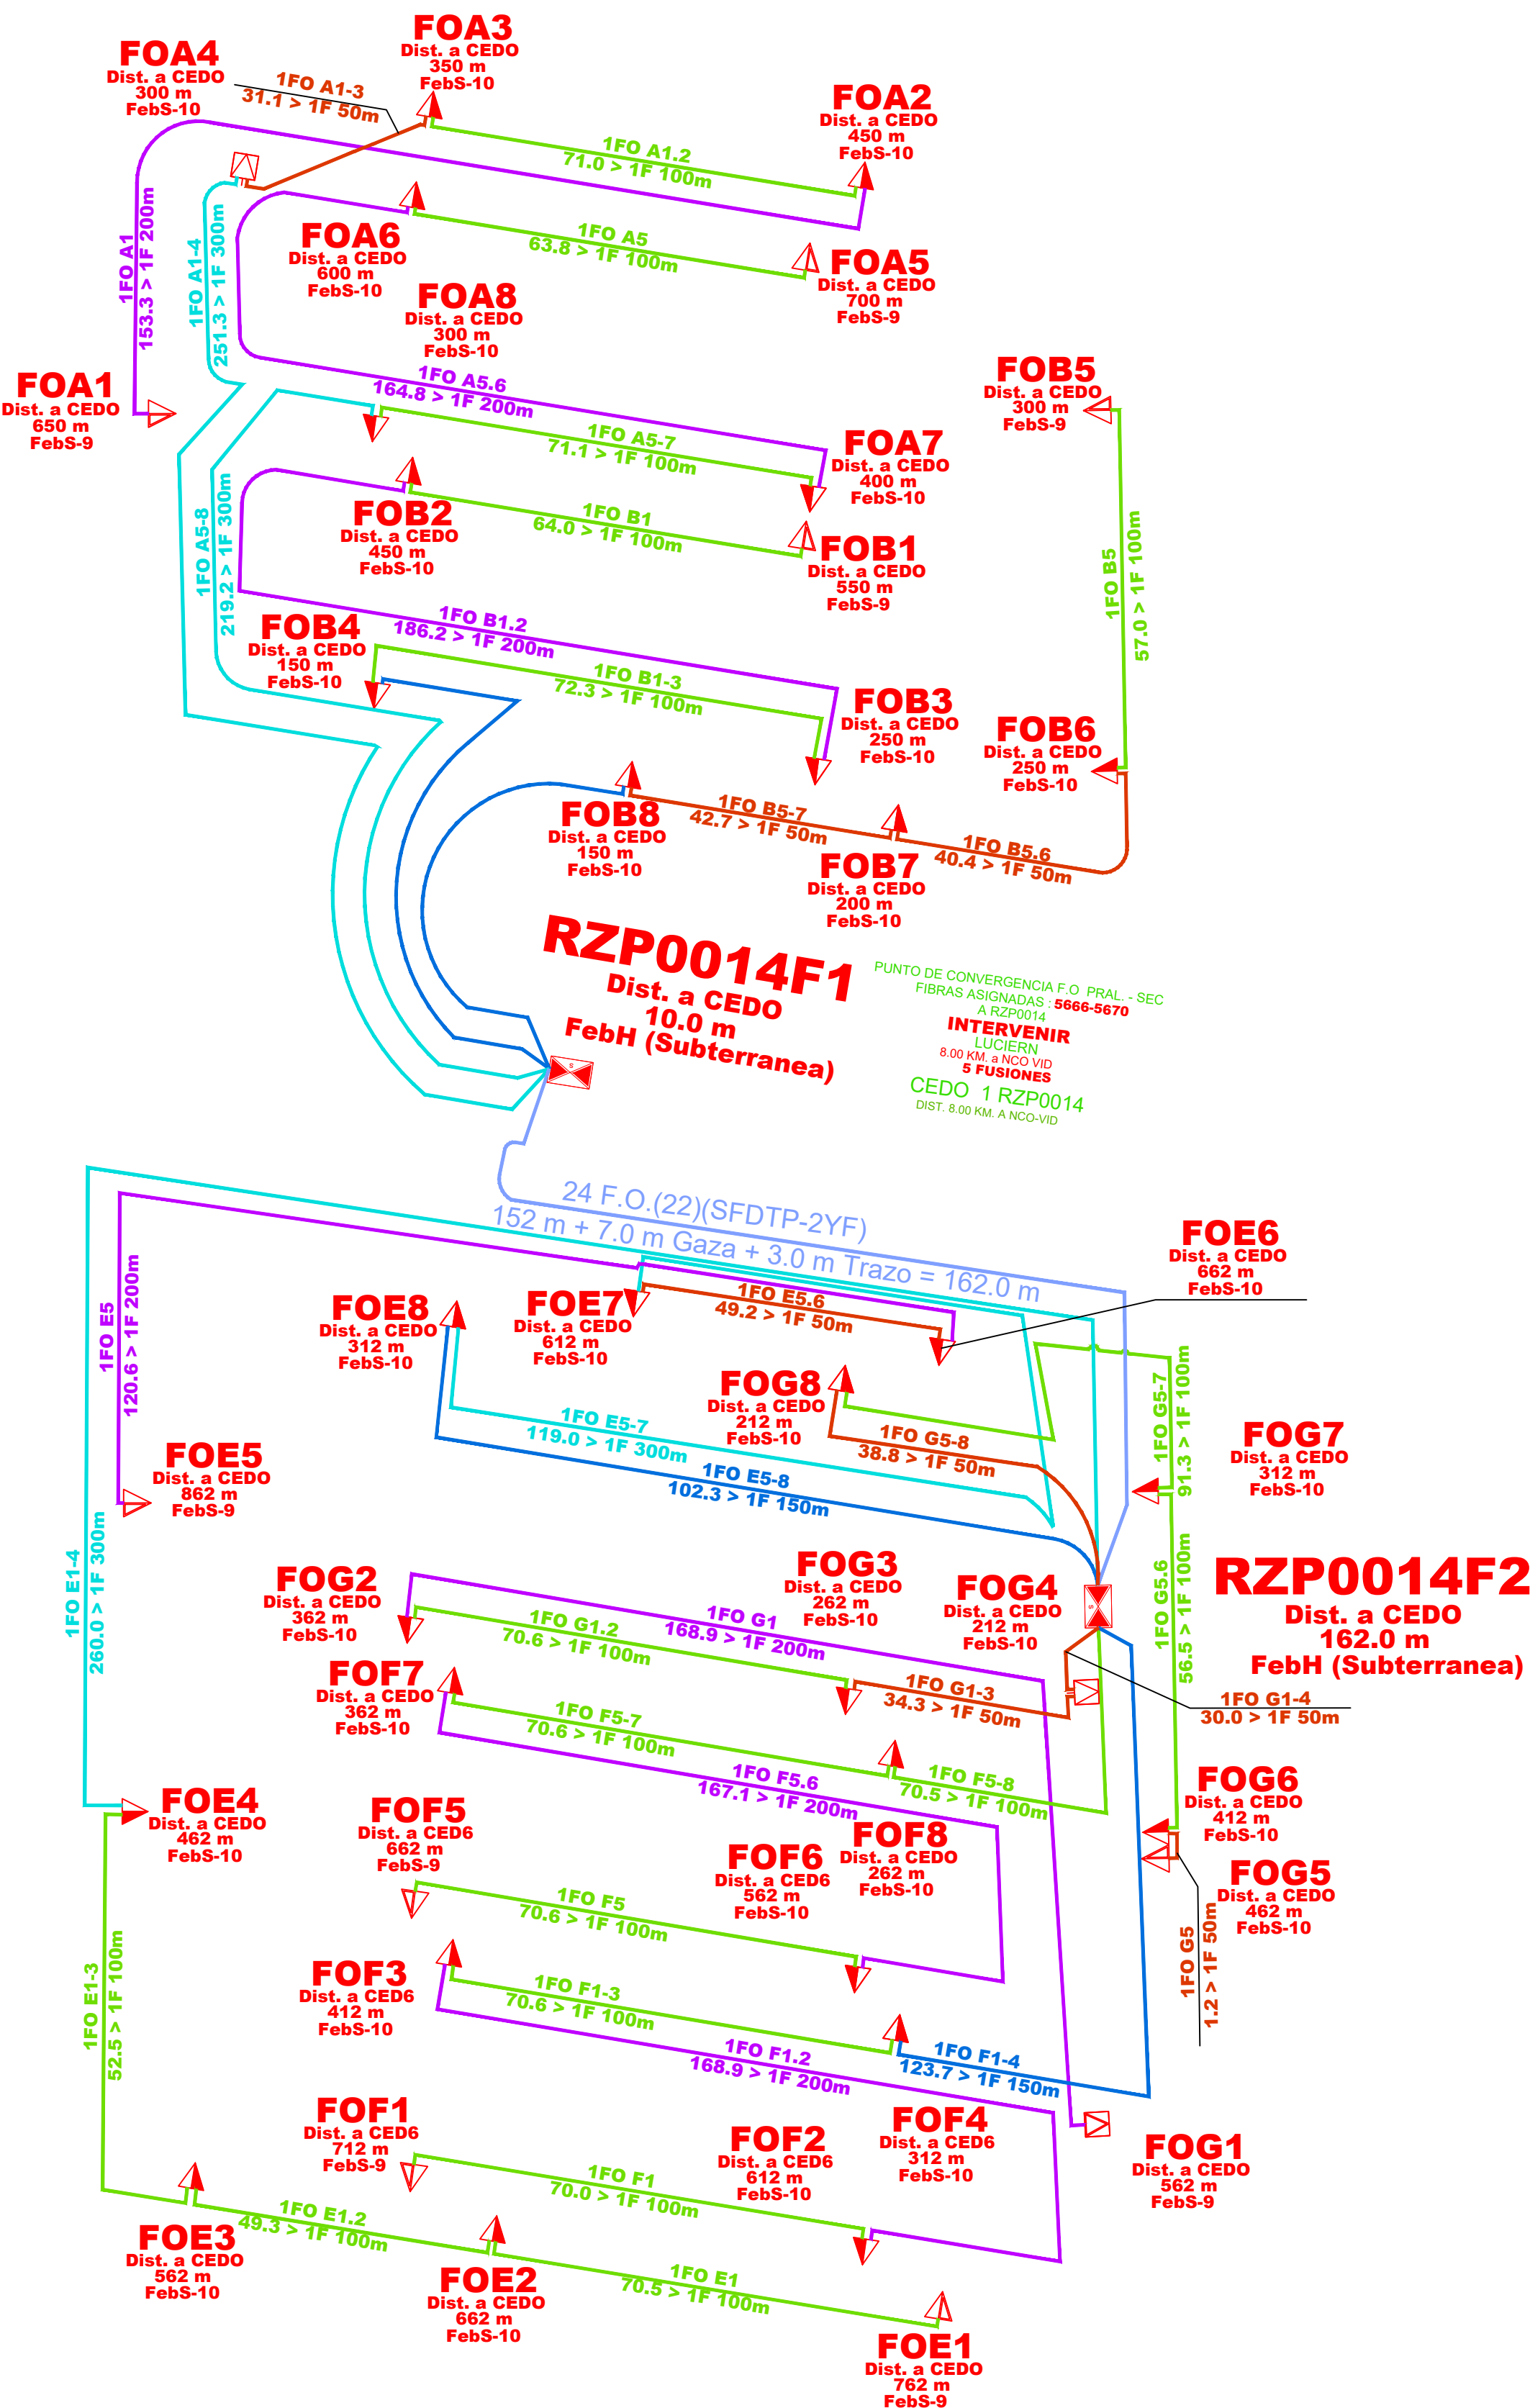 FOA3
Dist. a CEDO
350 m
FebS-10
FOA4
Dist. a CEDO
300 m
FebS-10
1FO A1-3
31.1 > 1F 50m
FOA2
Dist. a CEDO
450 m
FebS-10
1FO A1.2
71.0 > 1F 100m
1FO A1
153.3 > 1F 200m
1FO A1-4
251.3 > 1F 300m
FOA6
Dist. a CEDO
600 m
FebS-10
1FO A5
63.8 > 1F 100m
FOA5
Dist. a CEDO
700 m
FebS-9
FOA8
Dist. a CEDO
300 m
FebS-10
FOA1
Dist. a CEDO
650 m
FebS-9
1FO A5.6
164.8 > 1F 200m
FOB5
Dist. a CEDO
300 m
FebS-9
1FO A5-7
71.1 > 1F 100m
FOA7
Dist. a CEDO
400 m
FebS-10
1FO A5-8
219.2 > 1F 300m
FOB2
Dist. a CEDO
450 m
FebS-10
1FO B1
64.0 > 1F 100m
FOB1
Dist. a CEDO
550 m
FebS-9
1FO B5
57.0 > 1F 100m
FOB4
Dist. a CEDO
150 m
FebS-10
1FO B1.2
186.2 > 1F 200m
1FO B1-3
72.3 > 1F 100m
FOB3
Dist. a CEDO
250 m
FebS-10
FOB6
Dist. a CEDO
250 m
FebS-10
FOB8
Dist. a CEDO
150 m
FebS-10
1FO B5-7
42.7 > 1F 50m
1FO B5.6
40.4 > 1F 50m
FOB7
Dist. a CEDO
200 m
FebS-10
RZP0014F1
Dist. a CEDO
10.0 m
FebH (Subterranea)
PUNTO DE CONVERGENCIA F.O PRAL. - SEC
FIBRAS ASIGNADAS : 5666-5670
A RZP0014
INTERVENIR
LUCIERN
8.00 KM. a NCO VID
5 FUSIONES
CEDO 1 RZP0014
DIST. 8.00 KM. A NCO-VID
24 F.O.(22)(SFDTP-2YF)
152 m + 7.0 m Gaza + 3.0 m Trazo = 162.0 m
FOE6
Dist. a CEDO
662 m
FebS-10
1FO E5
120.6 > 1F 200m
FOE8
Dist. a CEDO
312 m
FebS-10
FOE7
Dist. a CEDO
612 m
FebS-10
1FO E5.6
49.2 > 1F 50m
FOG8
Dist. a CEDO
212 m
FebS-10
1FO G5-7
91.3 > 1F 100m
FOG7
Dist. a CEDO
312 m
FebS-10
1FO E5-7
119.0 > 1F 300m
1FO G5-8
38.8 > 1F 50m
FOE5
Dist. a CEDO
862 m
FebS-9
1FO E5-8
102.3 > 1F 150m
1FO E1-4
260.0 > 1F 300m
FOG2
Dist. a CEDO
362 m
FebS-10
FOG3
Dist. a CEDO
262 m
FebS-10
FOG4
Dist. a CEDO
212 m
FebS-10
1FO G5.6
56.5 > 1F 100m
RZP0014F2
Dist. a CEDO
162.0 m
FebH (Subterranea)
1FO G1
168.9 > 1F 200m
1FO G1.2
70.6 > 1F 100m
1FO G1-3
34.3 > 1F 50m
1FO G1-4
30.0 > 1F 50m
FOF7
Dist. a CEDO
362 m
FebS-10
1FO F5-7
70.6 > 1F 100m
1FO F5.6
167.1 > 1F 200m
1FO F5-8
70.5 > 1F 100m
FOG6
Dist. a CEDO
412 m
FebS-10
FOE4
Dist. a CEDO
462 m
FebS-10
FOF5
Dist. a CED6
662 m
FebS-9
FOF8
Dist. a CEDO
262 m
FebS-10
FOF6
Dist. a CED6
562 m
FebS-10
FOG5
Dist. a CEDO
462 m
FebS-10
1FO F5
70.6 > 1F 100m
1FO G5
1.2 > 1F 50m
1FO E1-3
52.5 > 1F 100m
FOF3
Dist. a CED6
412 m
FebS-10
1FO F1-3
70.6 > 1F 100m
1FO F1.2
168.9 > 1F 200m
1FO F1-4
123.7 > 1F 150m
FOF1
Dist. a CED6
712 m
FebS-9
FOF4
Dist. a CED6
312 m
FebS-10
FOF2
Dist. a CED6
612 m
FebS-10
FOG1
Dist. a CEDO
562 m
FebS-9
1FO F1
70.0 > 1F 100m
1FO E1.2
49.3 > 1F 100m
FOE3
Dist. a CEDO
562 m
FebS-10
FOE2
Dist. a CEDO
662 m
FebS-10
1FO E1
70.5 > 1F 100m
FOE1
Dist. a CEDO
762 m
FebS-9